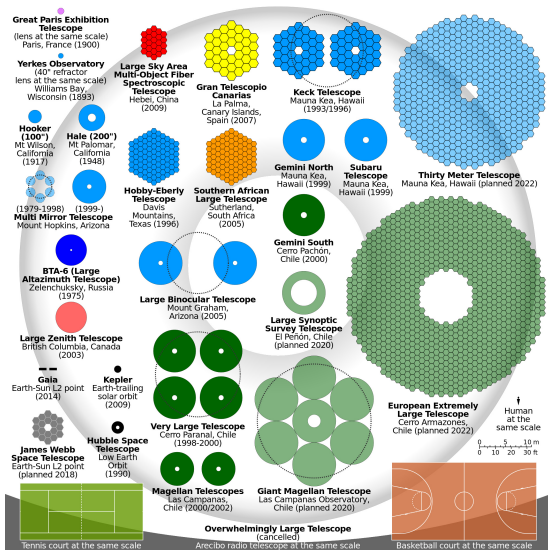 Great Paris Exhibition
Telescope
(lens at the same scale)
Paris, France (1900)
Yerkes Observatory
(40" refractor
lens at the same scale)
Williams Bay,
Wisconsin (1893)
Hooker
(100")
Mt Wilson,
California
(1917)
Hale (200")
Mt Palomar,
California
(1948)
(1979-1998)
(1999-)
Multi Mirror Telescope
Mount Hopkins, Arizona
BTA-6 (Large
Altazimuth Telescope)
Zelenchuksky, Russia
(1975)
Large Zenith Telescope
British Columbia, Canada
(2003)
Gaia
Earth-Sun L2 point
(2014)
Kepler
Earth-trailing
solar orbit
(2009)
James Webb
Space Telescope
Earth-Sun L2 point
(planned 2018)
Hubble Space
Telescope
Low Earth
Orbit
(1990)
Large Sky Area
Multi-Object Fiber
Spectroscopic
Telescope
Hebei, China
(2009)
Gran Telescopio
Canarias
La Palma,
Canary Islands,
Spain (2007)
Keck Telescope
Mauna Kea, Hawaii
(1993/1996)
Hobby-Eberly
Telescope
Davis
Mountains,
Texas (1996)
Southern African
Large Telescope
Sutherland,
South Africa
(2005)
Gemini North
Mauna Kea,
Hawaii (1999)
Subaru
Telescope
Mauna Kea,
Hawaii (1999)
Thirty Meter Telescope
Mauna Kea, Hawaii (planned 2022)
Gemini South
Cerro Pachón,
Chile (2000)
Large Binocular Telescope
Mount Graham,
Arizona (2005)
Large Synoptic
Survey Telescope
El Peñón, Chile
(planned 2020)
Very Large Telescope
Cerro Paranal, Chile
(1998-2000)
Magellan Telescopes
Las Campanas,
Chile (2000/2002)
Giant Magellan Telescope
Las Campanas Observatory,
Chile (planned 2020)
European Extremely
Large Telescope
Cerro Armazones,
Chile (planned 2022)
Human
at the
same scale
0 5 10 m
0 10 20 30 ft
Overwhelmingly Large Telescope
(cancelled)
Tennis court at the same scale
Arecibo radio telescope at the same scale
Basketball court at the same scale